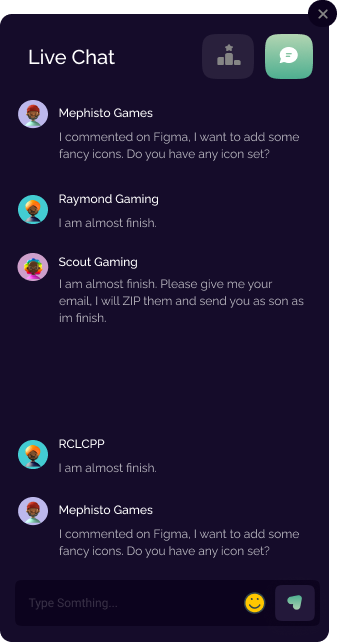 Live Chat
Mephisto Games
I commented on Figma, I want to add some
fancy icons. Do you have any icon set?
Raymond Gaming
I am almost finish.
Scout Gaming
I am almost finish. Please give me your
email, I will ZIP them and send you as son as
im finish.
RCLCPP
I am almost finish.
Mephisto Games
I commented on Figma, I want to add some
fancy icons. Do you have any icon set?
Type Somthing...